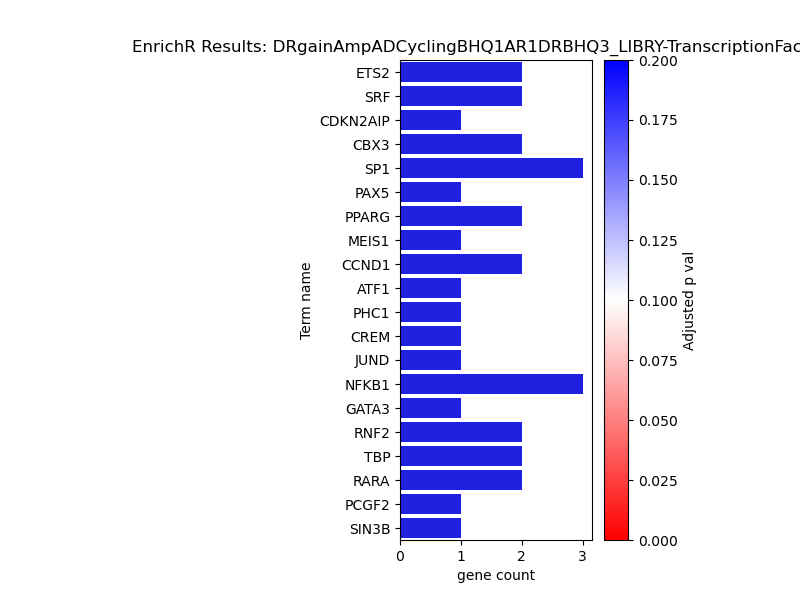 EnrichR Results: DRgainAmpADCyclingBHQ1AR1DRBHQ3_LIBRY-TranscriptionFac
ETS2
SRF
CDKN2AIP
CBX3
SP1
PAX5
PPARG
MEIS1
CCND1
ATF1
PHC1
CREM
JUND
NFKB1
GATA3
RNF2
TBP
RARA
PCGF2
SIN3B
Term name
0 1 2 3
gene count
0.200
0.175
0.150
0.125
0.100
0.075
0.050
0.025
0.000
Adjusted p val